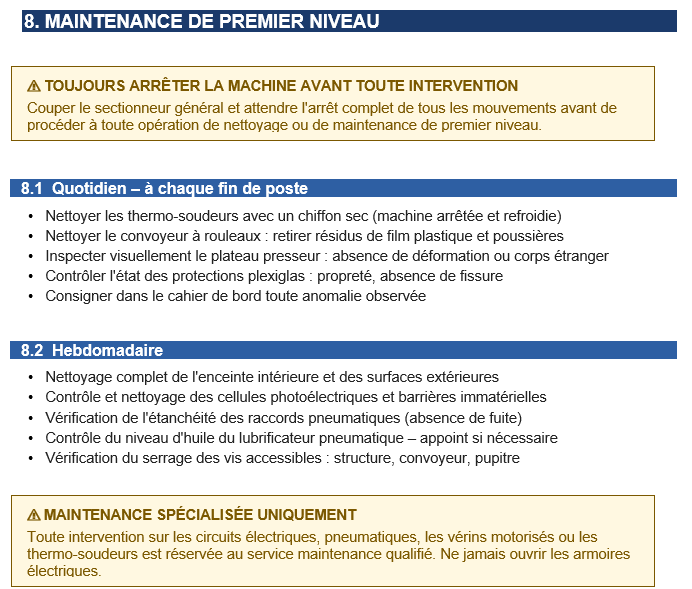 8. MAINTENANCE DE PREMIER NIVEAU
⚠ TOUJOURS ARRÊTER LA MACHINE AVANT TOUTE INTERVENTION
Couper le sectionneur général et attendre l'arrêt complet de tous les mouvements avant de
procéder à toute opération de nettoyage ou de maintenance de premier niveau.
8.1 Quotidien – à chaque fin de poste
• Nettoyer les thermo-soudeurs avec un chiffon sec (machine arrêtée et refroidie)
• Nettoyer le convoyeur à rouleaux : retirer résidus de film plastique et poussières
• Inspecter visuellement le plateau presseur : absence de déformation ou corps étranger
• Contrôler l'état des protections plexiglas : propreté, absence de fissure
• Consigner dans le cahier de bord toute anomalie observée
8.2 Hebdomadaire
• Nettoyage complet de l'enceinte intérieure et des surfaces extérieures
• Contrôle et nettoyage des cellules photoélectriques et barrières immatérielles
• Vérification de l'étanchéité des raccords pneumatiques (absence de fuite)
• Contrôle du niveau d'huile du lubrificateur pneumatique – appoint si nécessaire
• Vérification du serrage des vis accessibles : structure, convoyeur, pupitre
⚠ MAINTENANCE SPÉCIALISÉE UNIQUEMENT
Toute intervention sur les circuits électriques, pneumatiques, les vérins motorisés ou les
thermo-soudeurs est réservée au service maintenance qualifié. Ne jamais ouvrir les armoires
électriques.